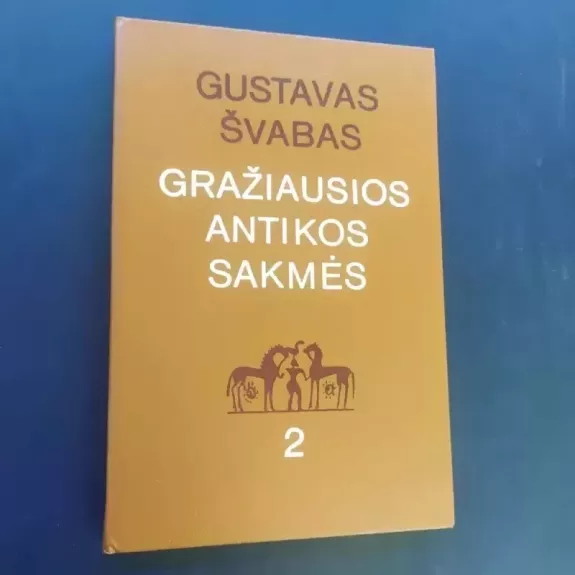 GUSTAVAS
ŠVABAS
GRAŽIAUSIOS
ANTIKOS
SAKMĖS
2